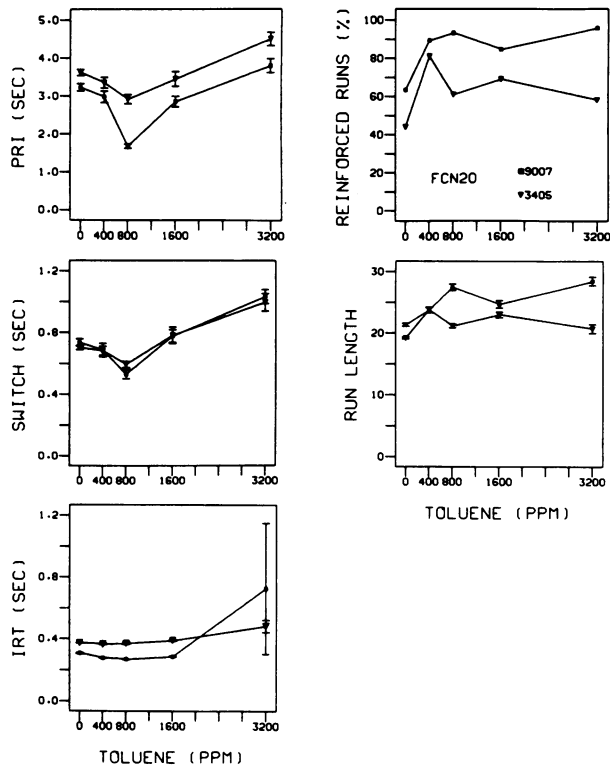 PRI (SEC)
5.0
4.0
3.0
2.0
1.0
0.0
0 400 800 1600 3200
REINFORCED RUNS (%)
100
80
60
40
20
0
FCN20
9007
3405
0 400 800 1600 3200
SWITCH (SEC)
1.2
0.8
0.4
0.0
0 400 800 1600 3200
RUN LENGTH
30
20
10
0
0 400 800 1600 3200
TOLUENE (PPM)
IRT (SEC)
1.2
0.8
0.4
0.0
0 400 800 1600 3200
TOLUENE (PPM)